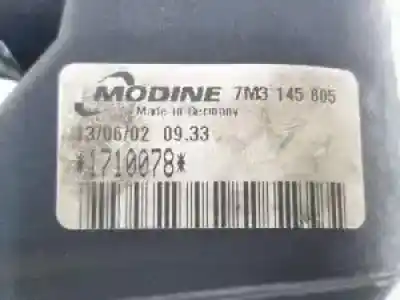 MODINE 7M3 145 805
Made in Germany
13/06/02 09.33
*1710078*